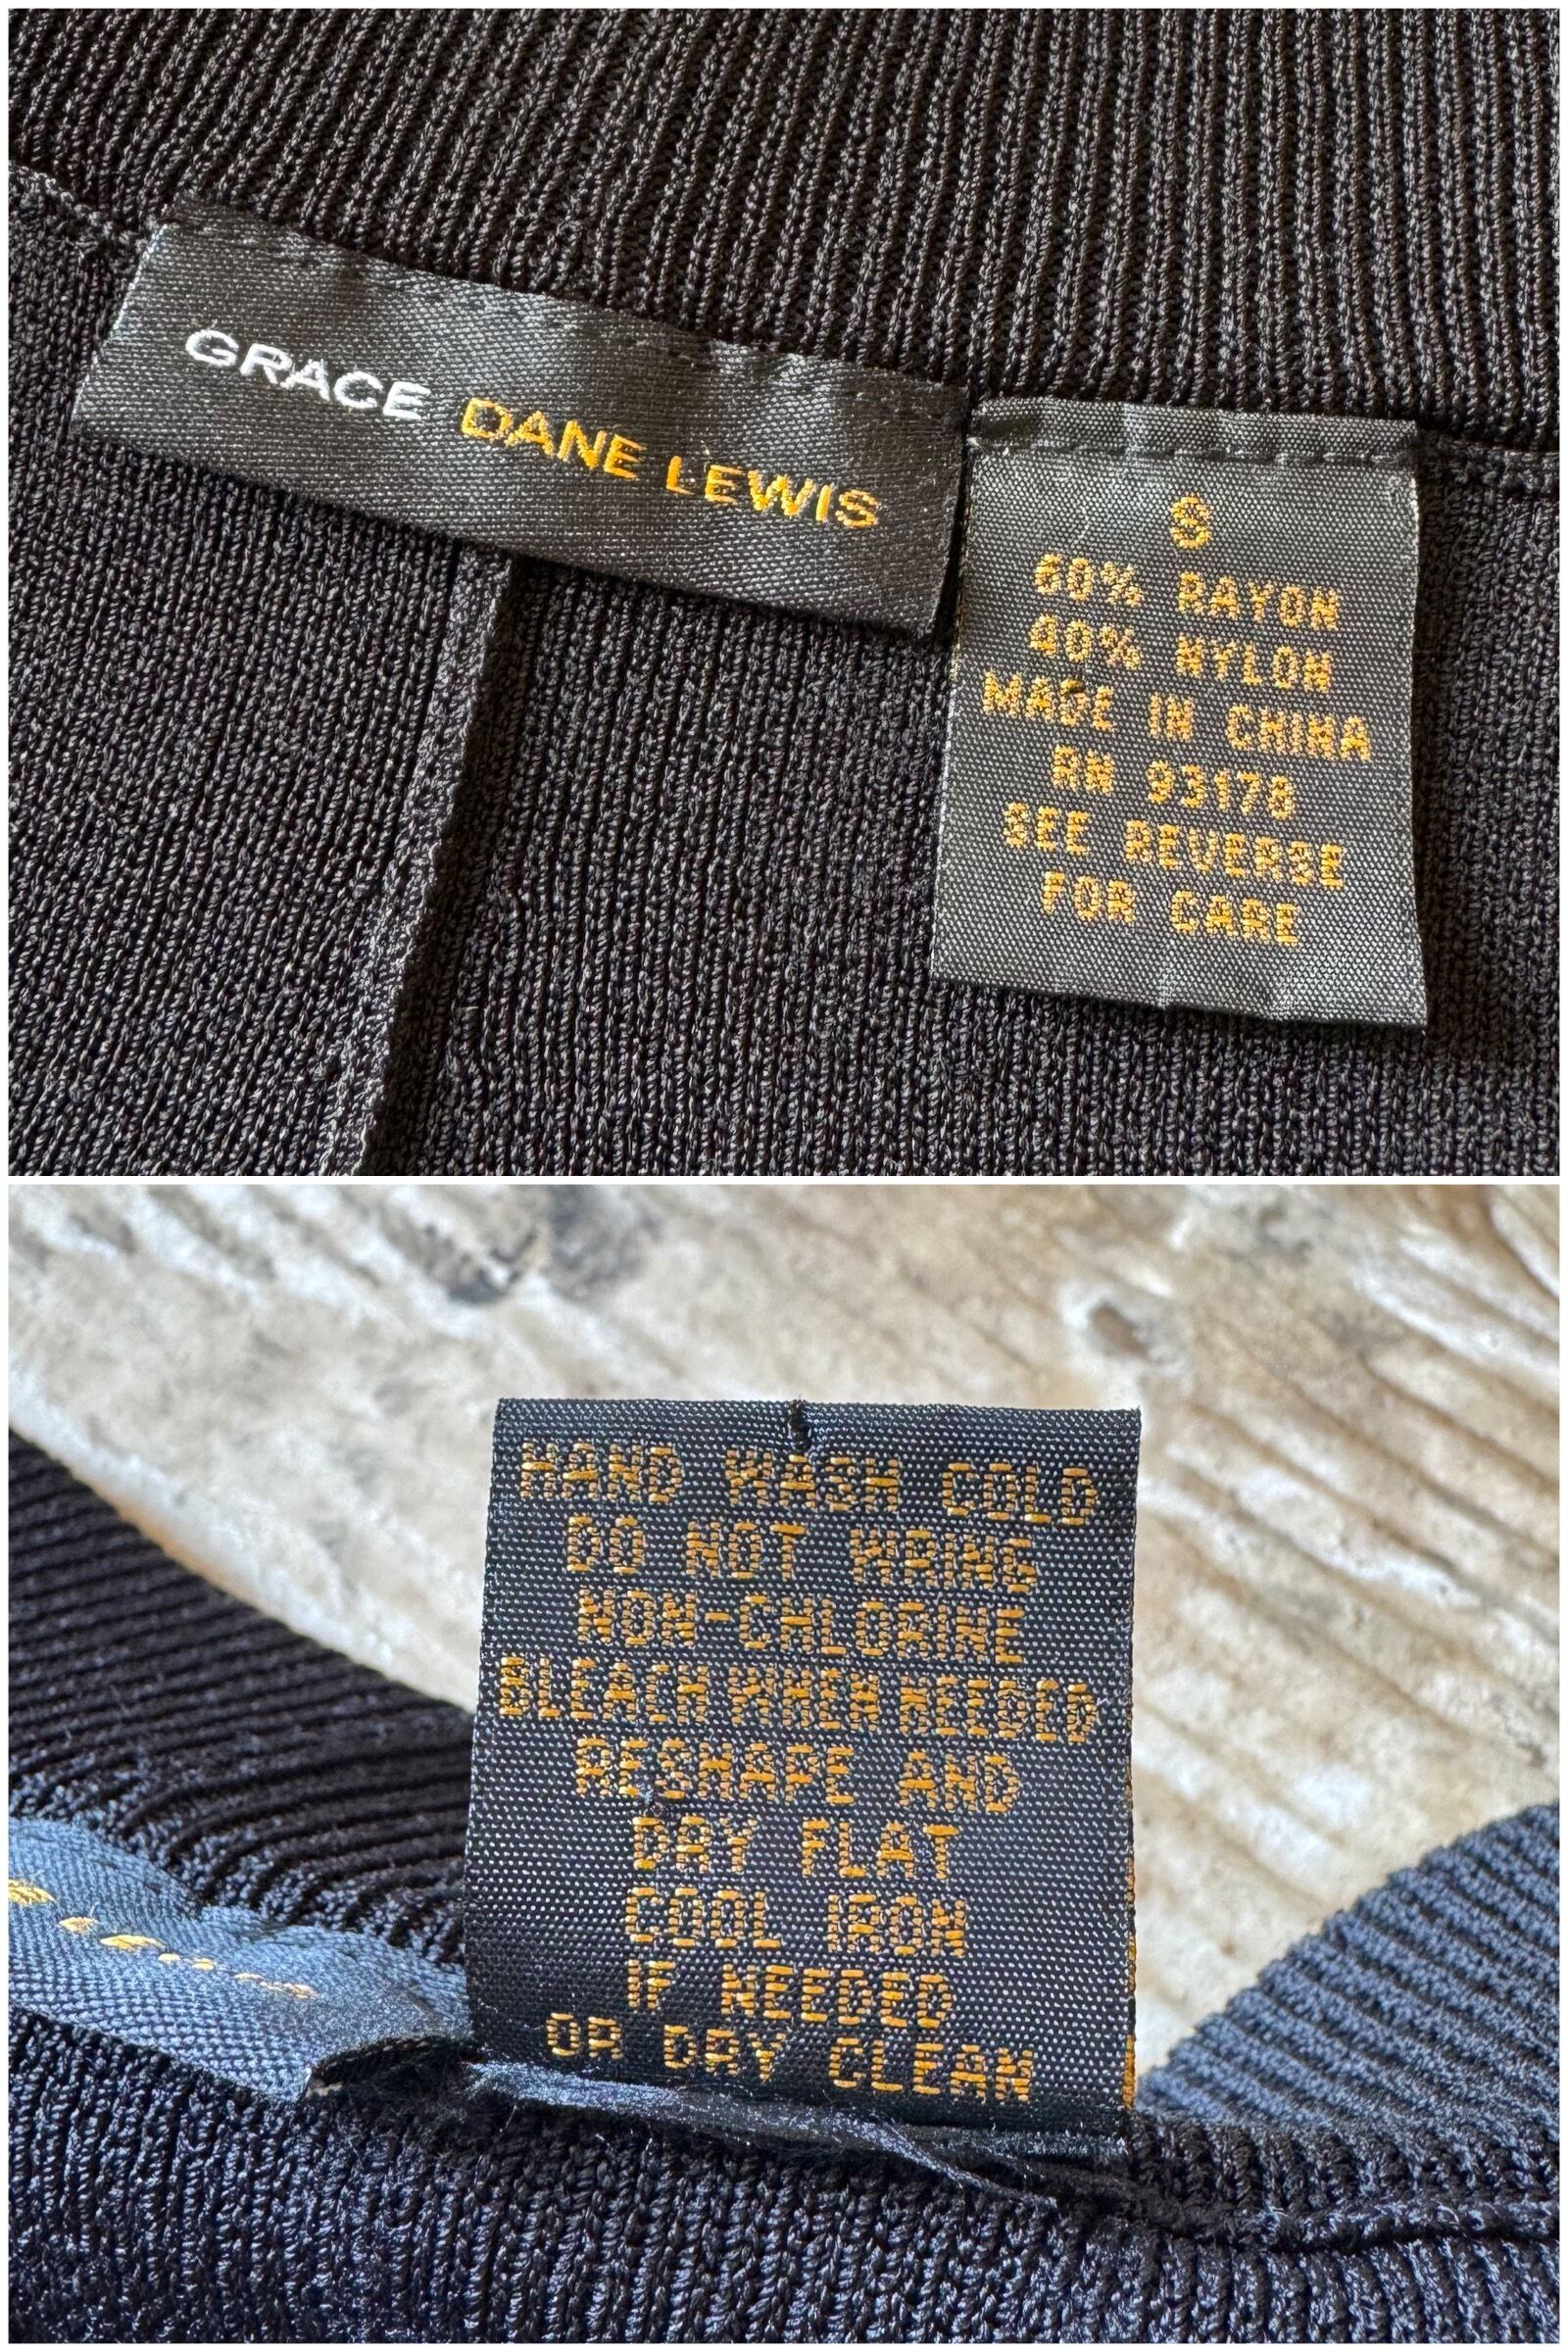 GRACE DANE LEWIS
S
60% RAYON
40% NYLON
MADE IN CHINA
RN 93178
SEE REVERSE
FOR CARE
HAND WASH COLD
DO NOT WRING
NON-CHLORINE
BLEACH WHEN NEEDED
RESHAPE AND
DRY FLAT
COOL IRON
IF NEEDED
OR DRY CLEAN